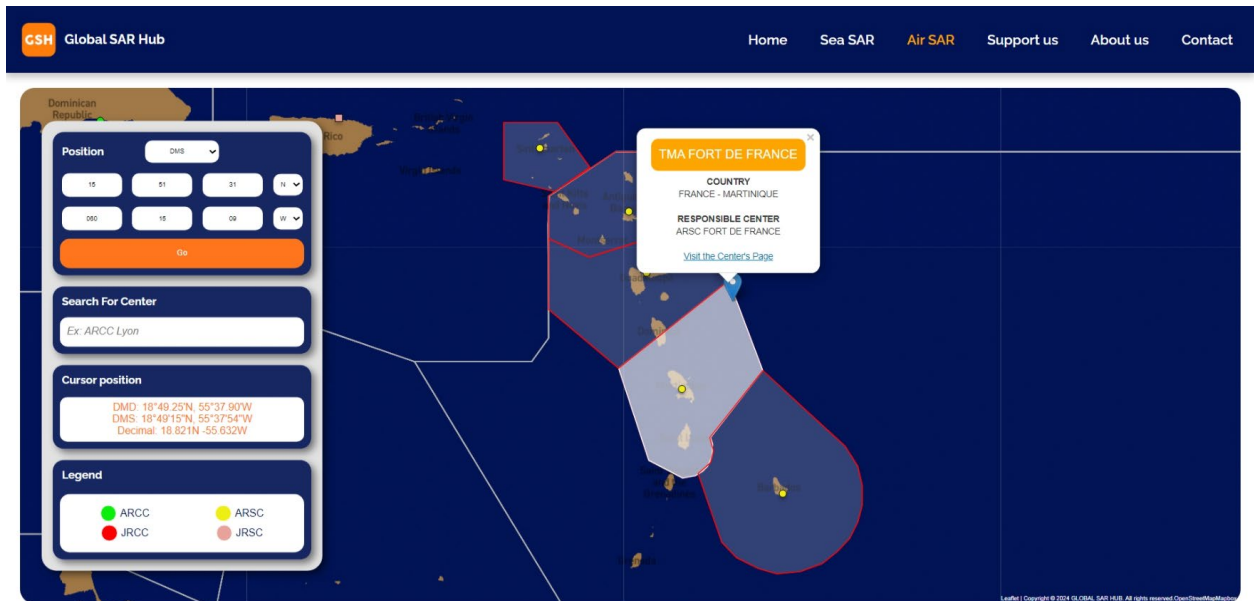 GSH Global SAR Hub
Home Sea SAR Air SAR Support us About us Contact
Dominican
Republic
Rico
Position
DMS
15 51 31 N
060 15 09 W
Go
Search For Center
Ex: ARCC Lyon
Cursor position
DMD: 18°49.25'N, 55°37.90'W
DMS: 18°49'15"N, 55°37'54"W
Decimal: 18.821N -55.632W
Legend
ARCC ARSC
JRCC JRSC
×
TMA FORT DE FRANCE
COUNTRY
FRANCE - MARTINIQUE
RESPONSIBLE CENTER
ARSC FORT DE FRANCE
Visit the Center's Page
Leaflet | Copyright © 2024 GLOBAL SAR HUB. All rights reserved.OpenStreetMapMapbox